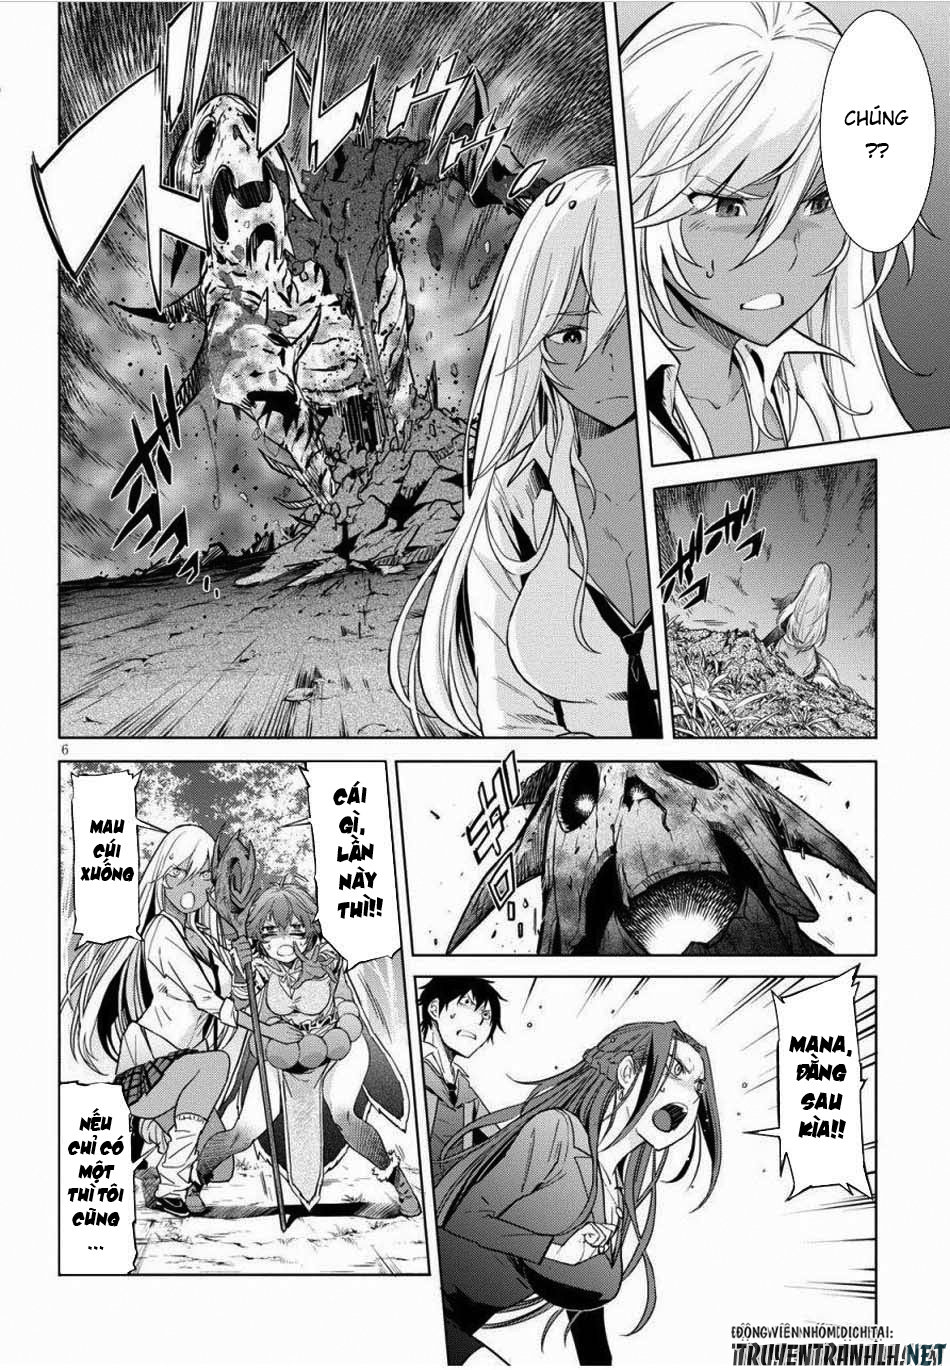 CHÚNG
??
6
MANA,
ĐẰNG
SAU
KÌA!!
CÁI
GÌ,
LẦN
NÀY
THÌ!!
MAU
CÚI
XUỐNG
NẾU
CHỈ CÓ
MỘT
THÌ TÔI
CŨNG
...
ĐỘNG VIÊN NHÓM DỊCH TẠI:
TRUYENTRANHLH.NET